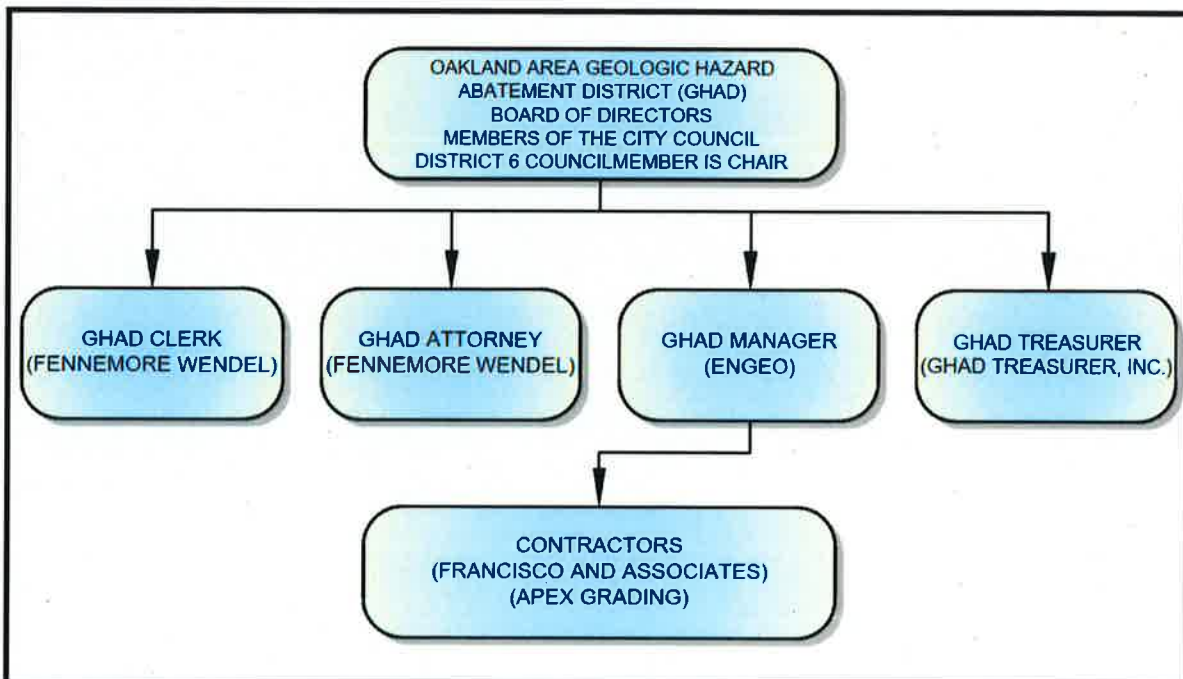 OAKLAND AREA GEOLOGIC HAZARD
ABATEMENT DISTRICT (GHAD)
BOARD OF DIRECTORS
MEMBERS OF THE CITY COUNCIL
DISTRICT 6 COUNCILMEMBER IS CHAIR
GHAD CLERK
(FENNEMORE WENDEL)
GHAD ATTORNEY
(FENNEMORE WENDEL)
GHAD MANAGER
(ENGEO)
GHAD TREASURER
(GHAD TREASURER, INC.)
CONTRACTORS
(FRANCISCO AND ASSOCIATES)
(APEX GRADING)